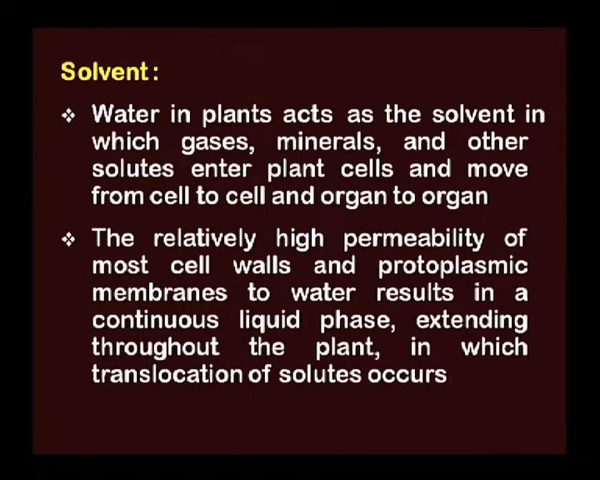 Solvent:
❖ Water in plants acts as the solvent in
which gases, minerals, and other
solutes enter plant cells and move
from cell to cell and organ to organ
❖ The relatively high permeability of
most cell walls and protoplasmic
membranes to water results in a
continuous liquid phase, extending
throughout the plant, in which
translocation of solutes occurs